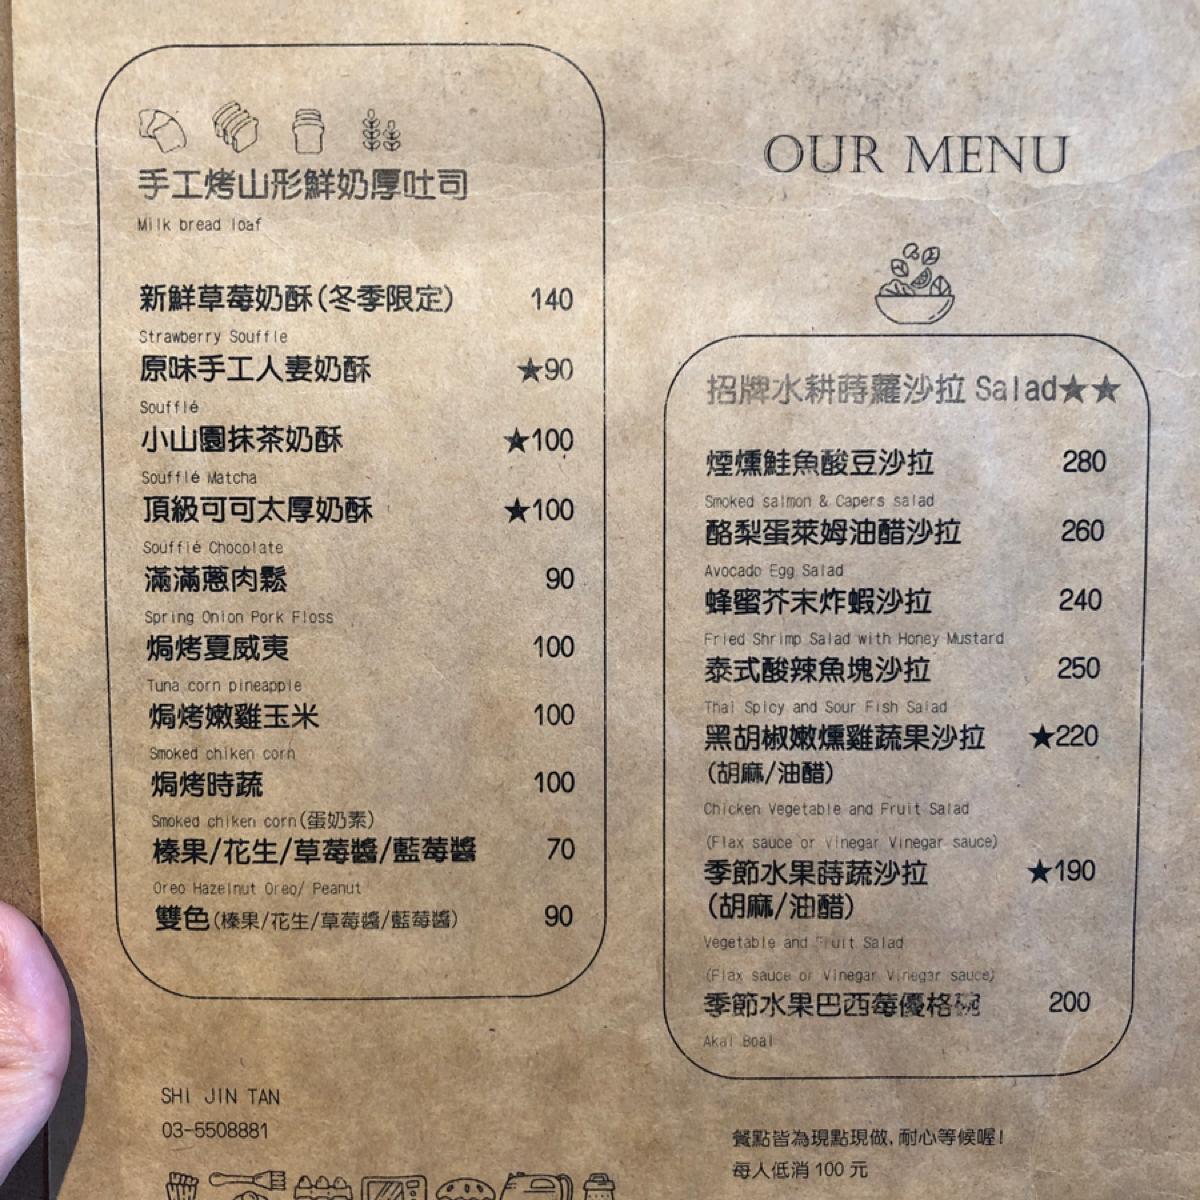 手工烤山形鮮奶厚吐司
Milk bread loaf
新鮮草莓奶酥(冬季限定) 140
Strawberry Souffle
原味手工人妻奶酥 ★90
Soufflé
小山園抹茶奶酥 ★100
Soufflé Matcha
頂級可可太厚奶酥 ★100
Soufflé Chocolate
滿滿蔥肉鬆 90
Spring Onion Pork Floss
焗烤夏威夷 100
Tuna corn pineapple
焗烤嫩雞玉米 100
Smoked chiken corn
焗烤時蔬 100
Smoked chiken corn(蛋奶素)
榛果/花生/草莓醬/藍莓醬 70
Oreo Hazelnut Oreo/ Peanut
雙色(榛果/花生/草莓醬/藍莓醬) 90
SHI JIN TAN
03-5508881
OUR MENU
招牌水耕蒔蘿沙拉 Salad★★
煙燻鮭魚酸豆沙拉 280
Smoked salmon & Capers salad
酪梨蛋萊姆油醋沙拉 260
Avocado Egg Salad
蜂蜜芥末炸蝦沙拉 240
Fried Shrimp Salad with Honey Mustard
泰式酸辣魚塊沙拉 250
Thai Spicy and Sour Fish Salad
黑胡椒嫩燻雞蔬果沙拉 ★220
(胡麻/油醋)
Chicken Vegetable and Fruit Salad
(Flax sauce or Vinegar Vinegar sauce)
季節水果蒔蔬沙拉 ★190
(胡麻/油醋)
Vegetable and Fruit Salad
(Flax sauce or Vinegar Vinegar sauce)
季節水果巴西莓優格碗 200
Akai Boal
餐點皆為現點現做,耐心等候喔!
每人低消 100 元